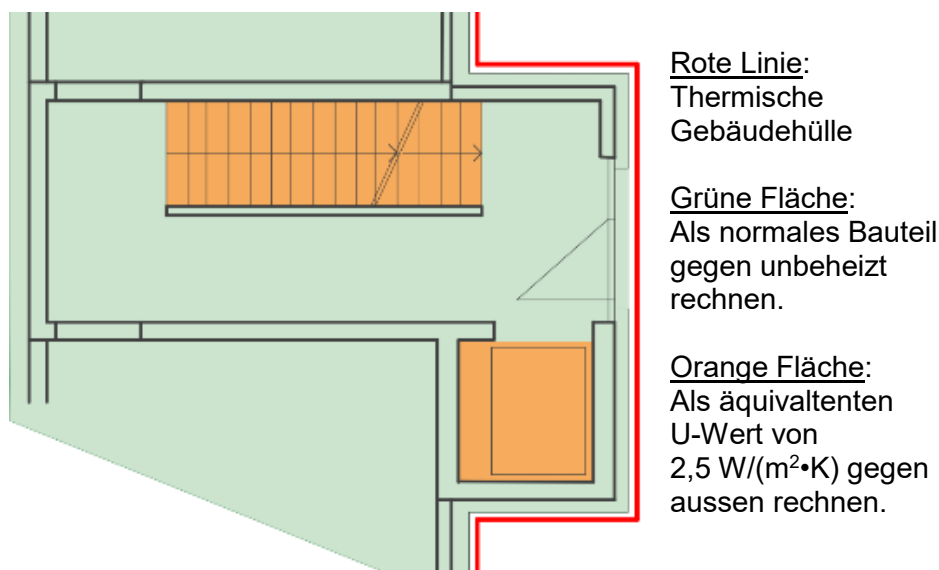 Rote Linie:
Thermische
Gebäudehülle
Grüne Fläche:
Als normales Bauteil
gegen unbeheizt
rechnen.
Orange Fläche:
Als äquivaltenten
U-Wert von
2,5 W/(m²•K) gegen
aussen rechnen.